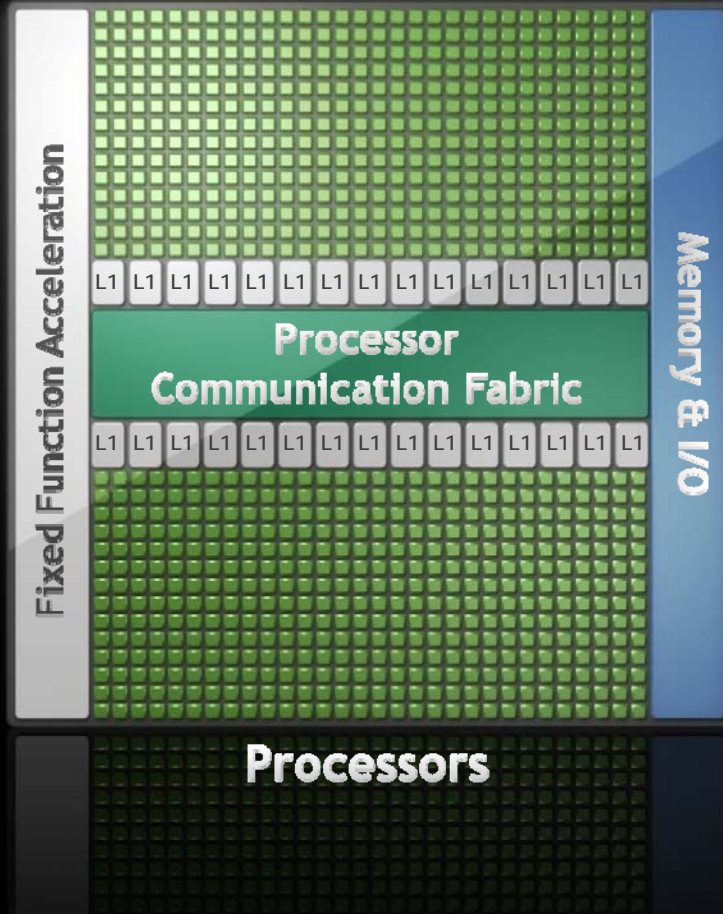 Fixed Function Acceleration
L1 L1 L1 L1 L1 L1 L1 L1 L1 L1 L1 L1 L1 L1 L1
Processor
Communication Fabric
L1 L1 L1 L1 L1 L1 L1 L1 L1 L1 L1 L1 L1 L1 L1
Memory & I/O
Processors